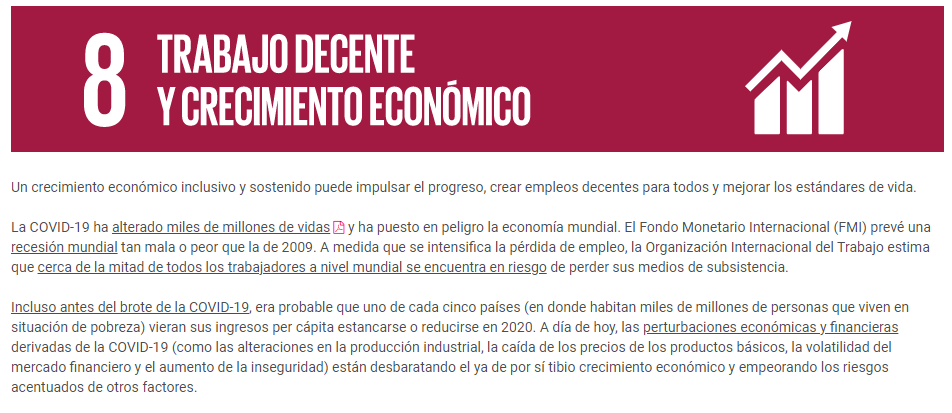 8
TRABAJO DECENTE
Y CRECIMIENTO ECONÓMICO
Un crecimiento económico inclusivo y sostenido puede impulsar el progreso, crear empleos decentes para todos y mejorar los estándares de vida.
La COVID-19 ha alterado miles de millones de vidas y ha puesto en peligro la economía mundial. El Fondo Monetario Internacional (FMI) prevé una
recesión mundial tan mala o peor que la de 2009. A medida que se intensifica la pérdida de empleo, la Organización Internacional del Trabajo estima
que cerca de la mitad de todos los trabajadores a nivel mundial se encuentra en riesgo de perder sus medios de subsistencia.
Incluso antes del brote de la COVID-19, era probable que uno de cada cinco países (en donde habitan miles de millones de personas que viven en
situación de pobreza) vieran sus ingresos per cápita estancarse o reducirse en 2020. A día de hoy, las perturbaciones económicas y financieras
derivadas de la COVID-19 (como las alteraciones en la producción industrial, la caída de los precios de los productos básicos, la volatilidad del
mercado financiero y el aumento de la inseguridad) están desbaratando el ya de por sí tibio crecimiento económico y empeorando los riesgos
acentuados de otros factores.